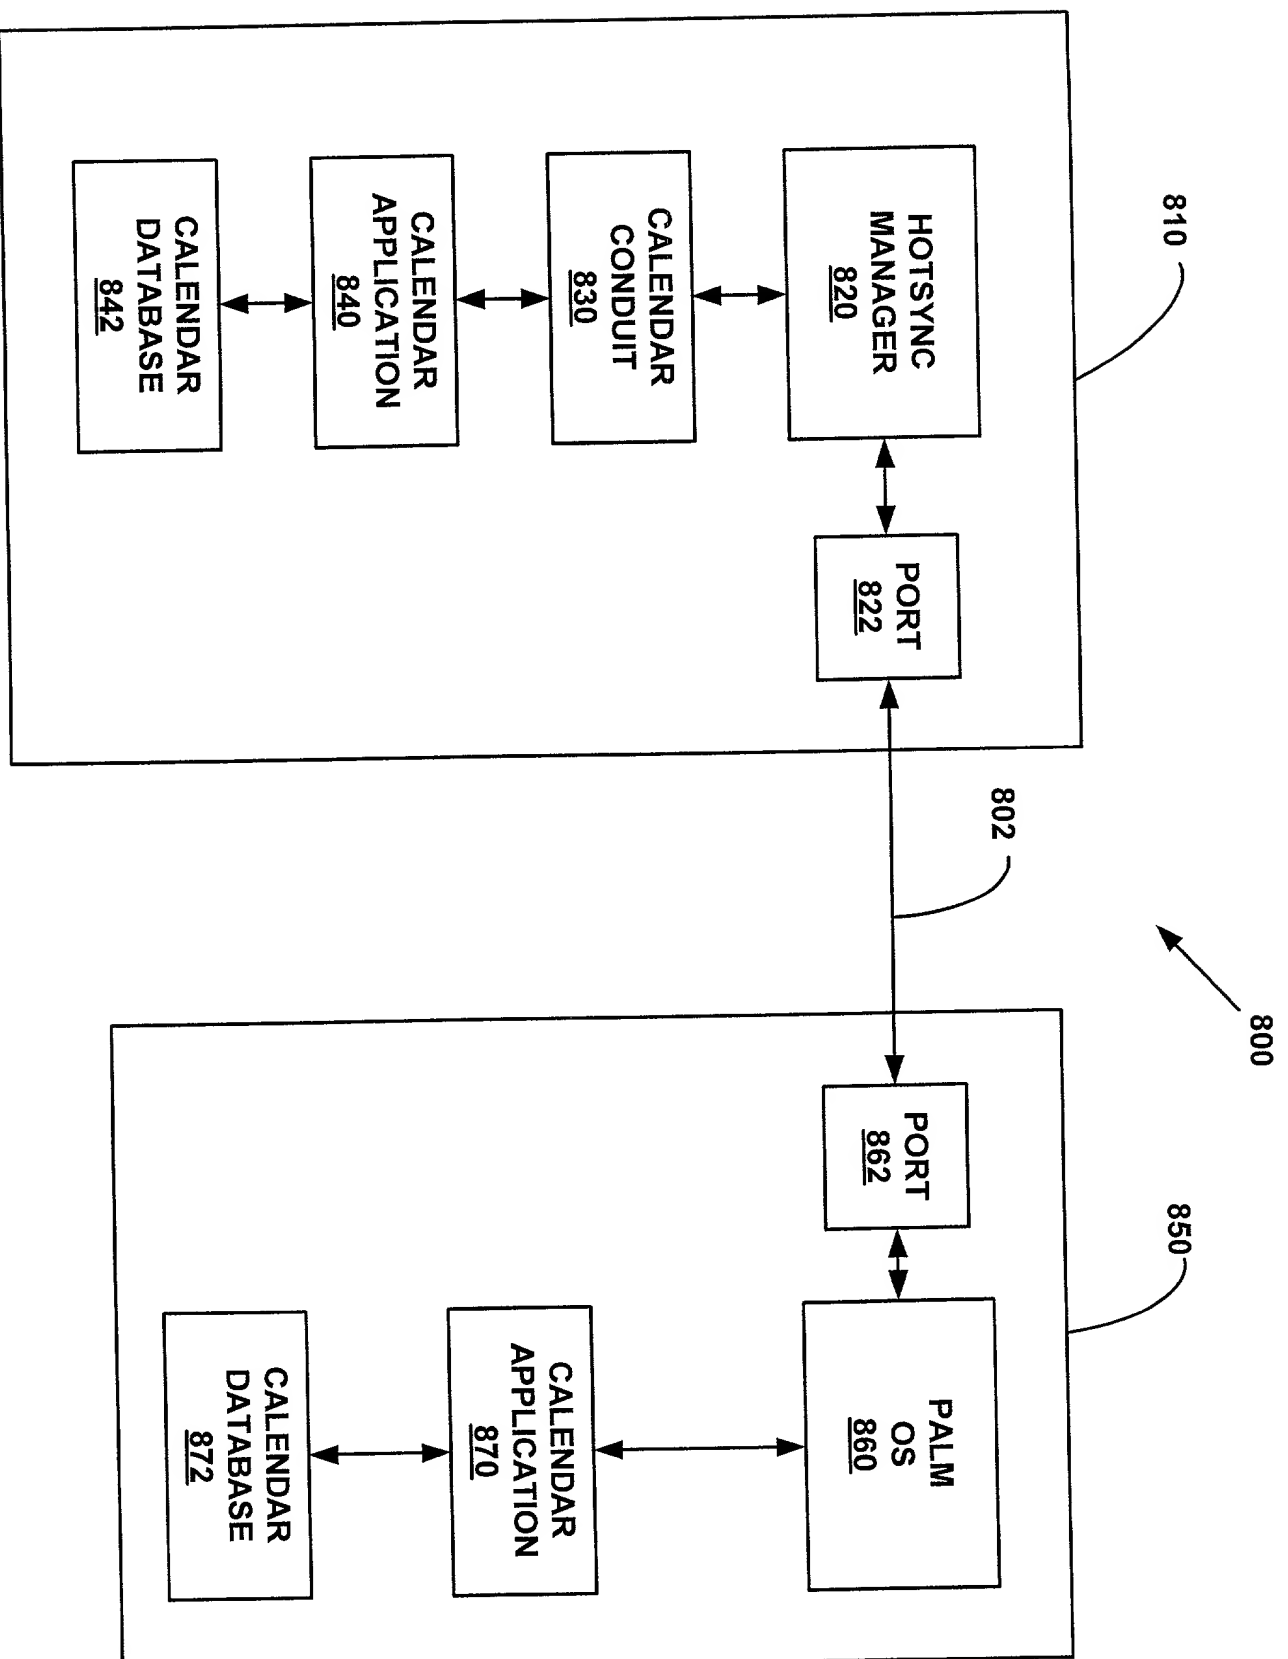 800
810
HOTSYNC
MANAGER
820
PORT
822
CALENDAR
CONDUIT
830
CALENDAR
APPLICATION
840
CALENDAR
DATABASE
842
802
850
PORT
862
PALM
OS
860
CALENDAR
APPLICATION
870
CALENDAR
DATABASE
872